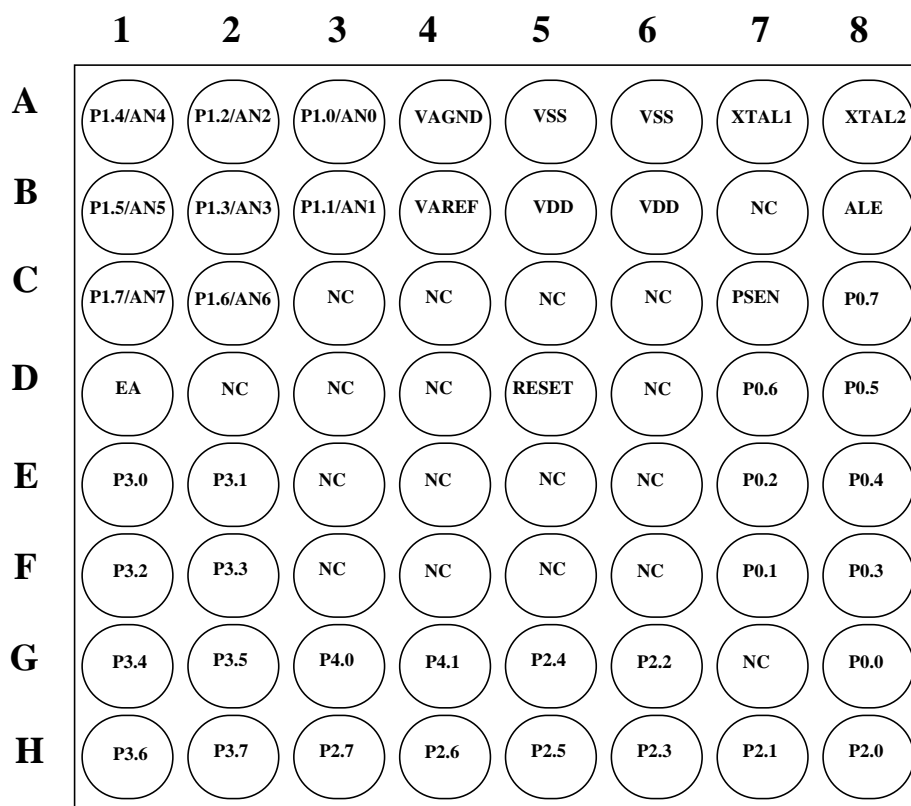 1 2 3 4 5 6 7 8
A P1.4/AN4 P1.2/AN2 P1.0/AN0 VAGND VSS VSS XTAL1 XTAL2
B P1.5/AN5 P1.3/AN3 P1.1/AN1 VAREF VDD VDD NC ALE
C P1.7/AN7 P1.6/AN6 NC NC NC NC PSEN P0.7
D EA NC NC NC RESET NC P0.6 P0.5
E P3.0 P3.1 NC NC NC NC P0.2 P0.4
F P3.2 P3.3 NC NC NC NC P0.1 P0.3
G P3.4 P3.5 P4.0 P4.1 P2.4 P2.2 NC P0.0
H P3.6 P3.7 P2.7 P2.6 P2.5 P2.3 P2.1 P2.0